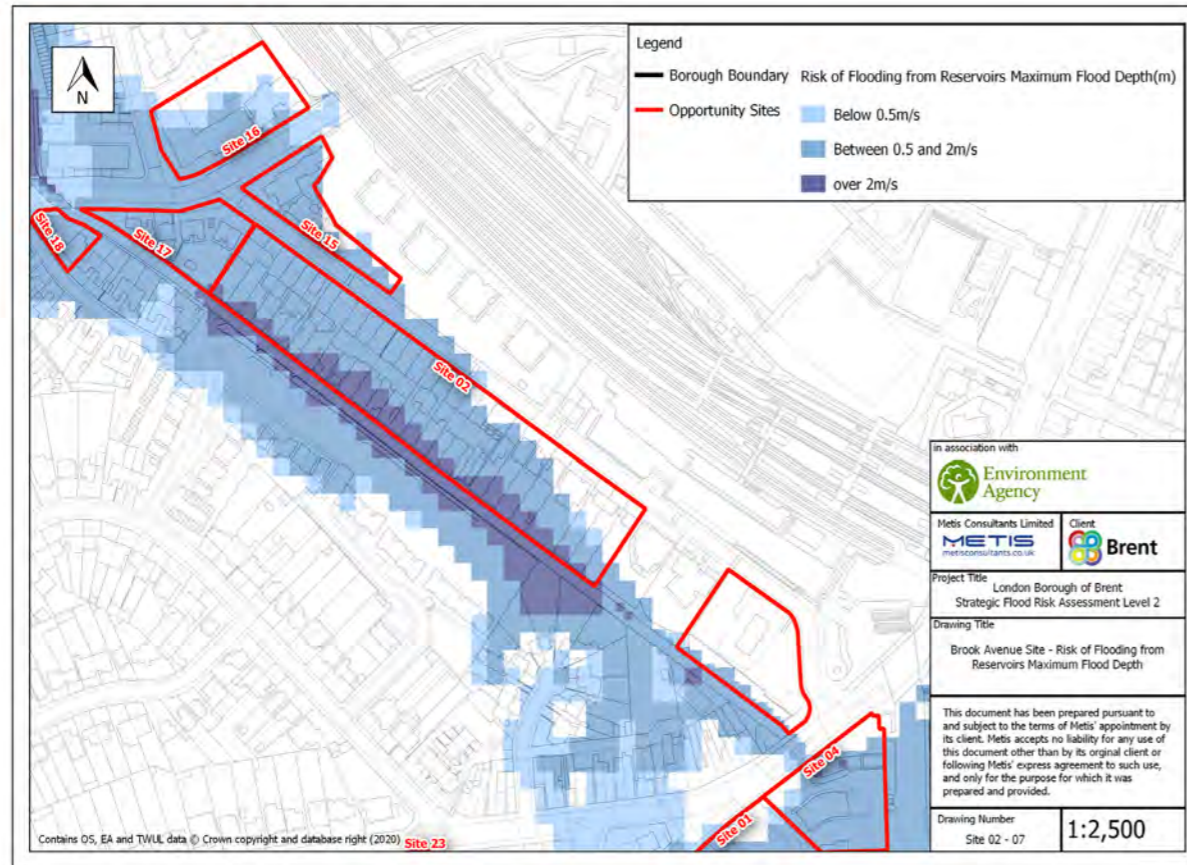 N
Legend
Borough Boundary
Opportunity Sites
Risk of Flooding from Reservoirs Maximum Flood Depth(m)
Below 0.5m/s
Between 0.5 and 2m/s
over 2m/s
Site 16
Site 15
Site 18
Site 17
Site 02
Site 04
Site 01
Site 23
Contains OS, EA and TWUL data © Crown copyright and database right (2020)
in association with
Environment
Agency
Metis Consultants Limited
METIS
metisconsultants.co.uk
Client
Brent
Project Title
London Borough of Brent
Strategic Flood Risk Assessment Level 2
Drawing Title
Brook Avenue Site - Risk of Flooding from
Reservoirs Maximum Flood Depth
This document has been prepared pursuant to
and subject to the terms of Metis' appointment by
its client. Metis accepts no liability for any use of
this document other than by its orginal client or
following Metis' express agreement to such use,
and only for the purpose for which it was
prepared and provided.
Drawing Number
Site 02 - 07
1:2,500